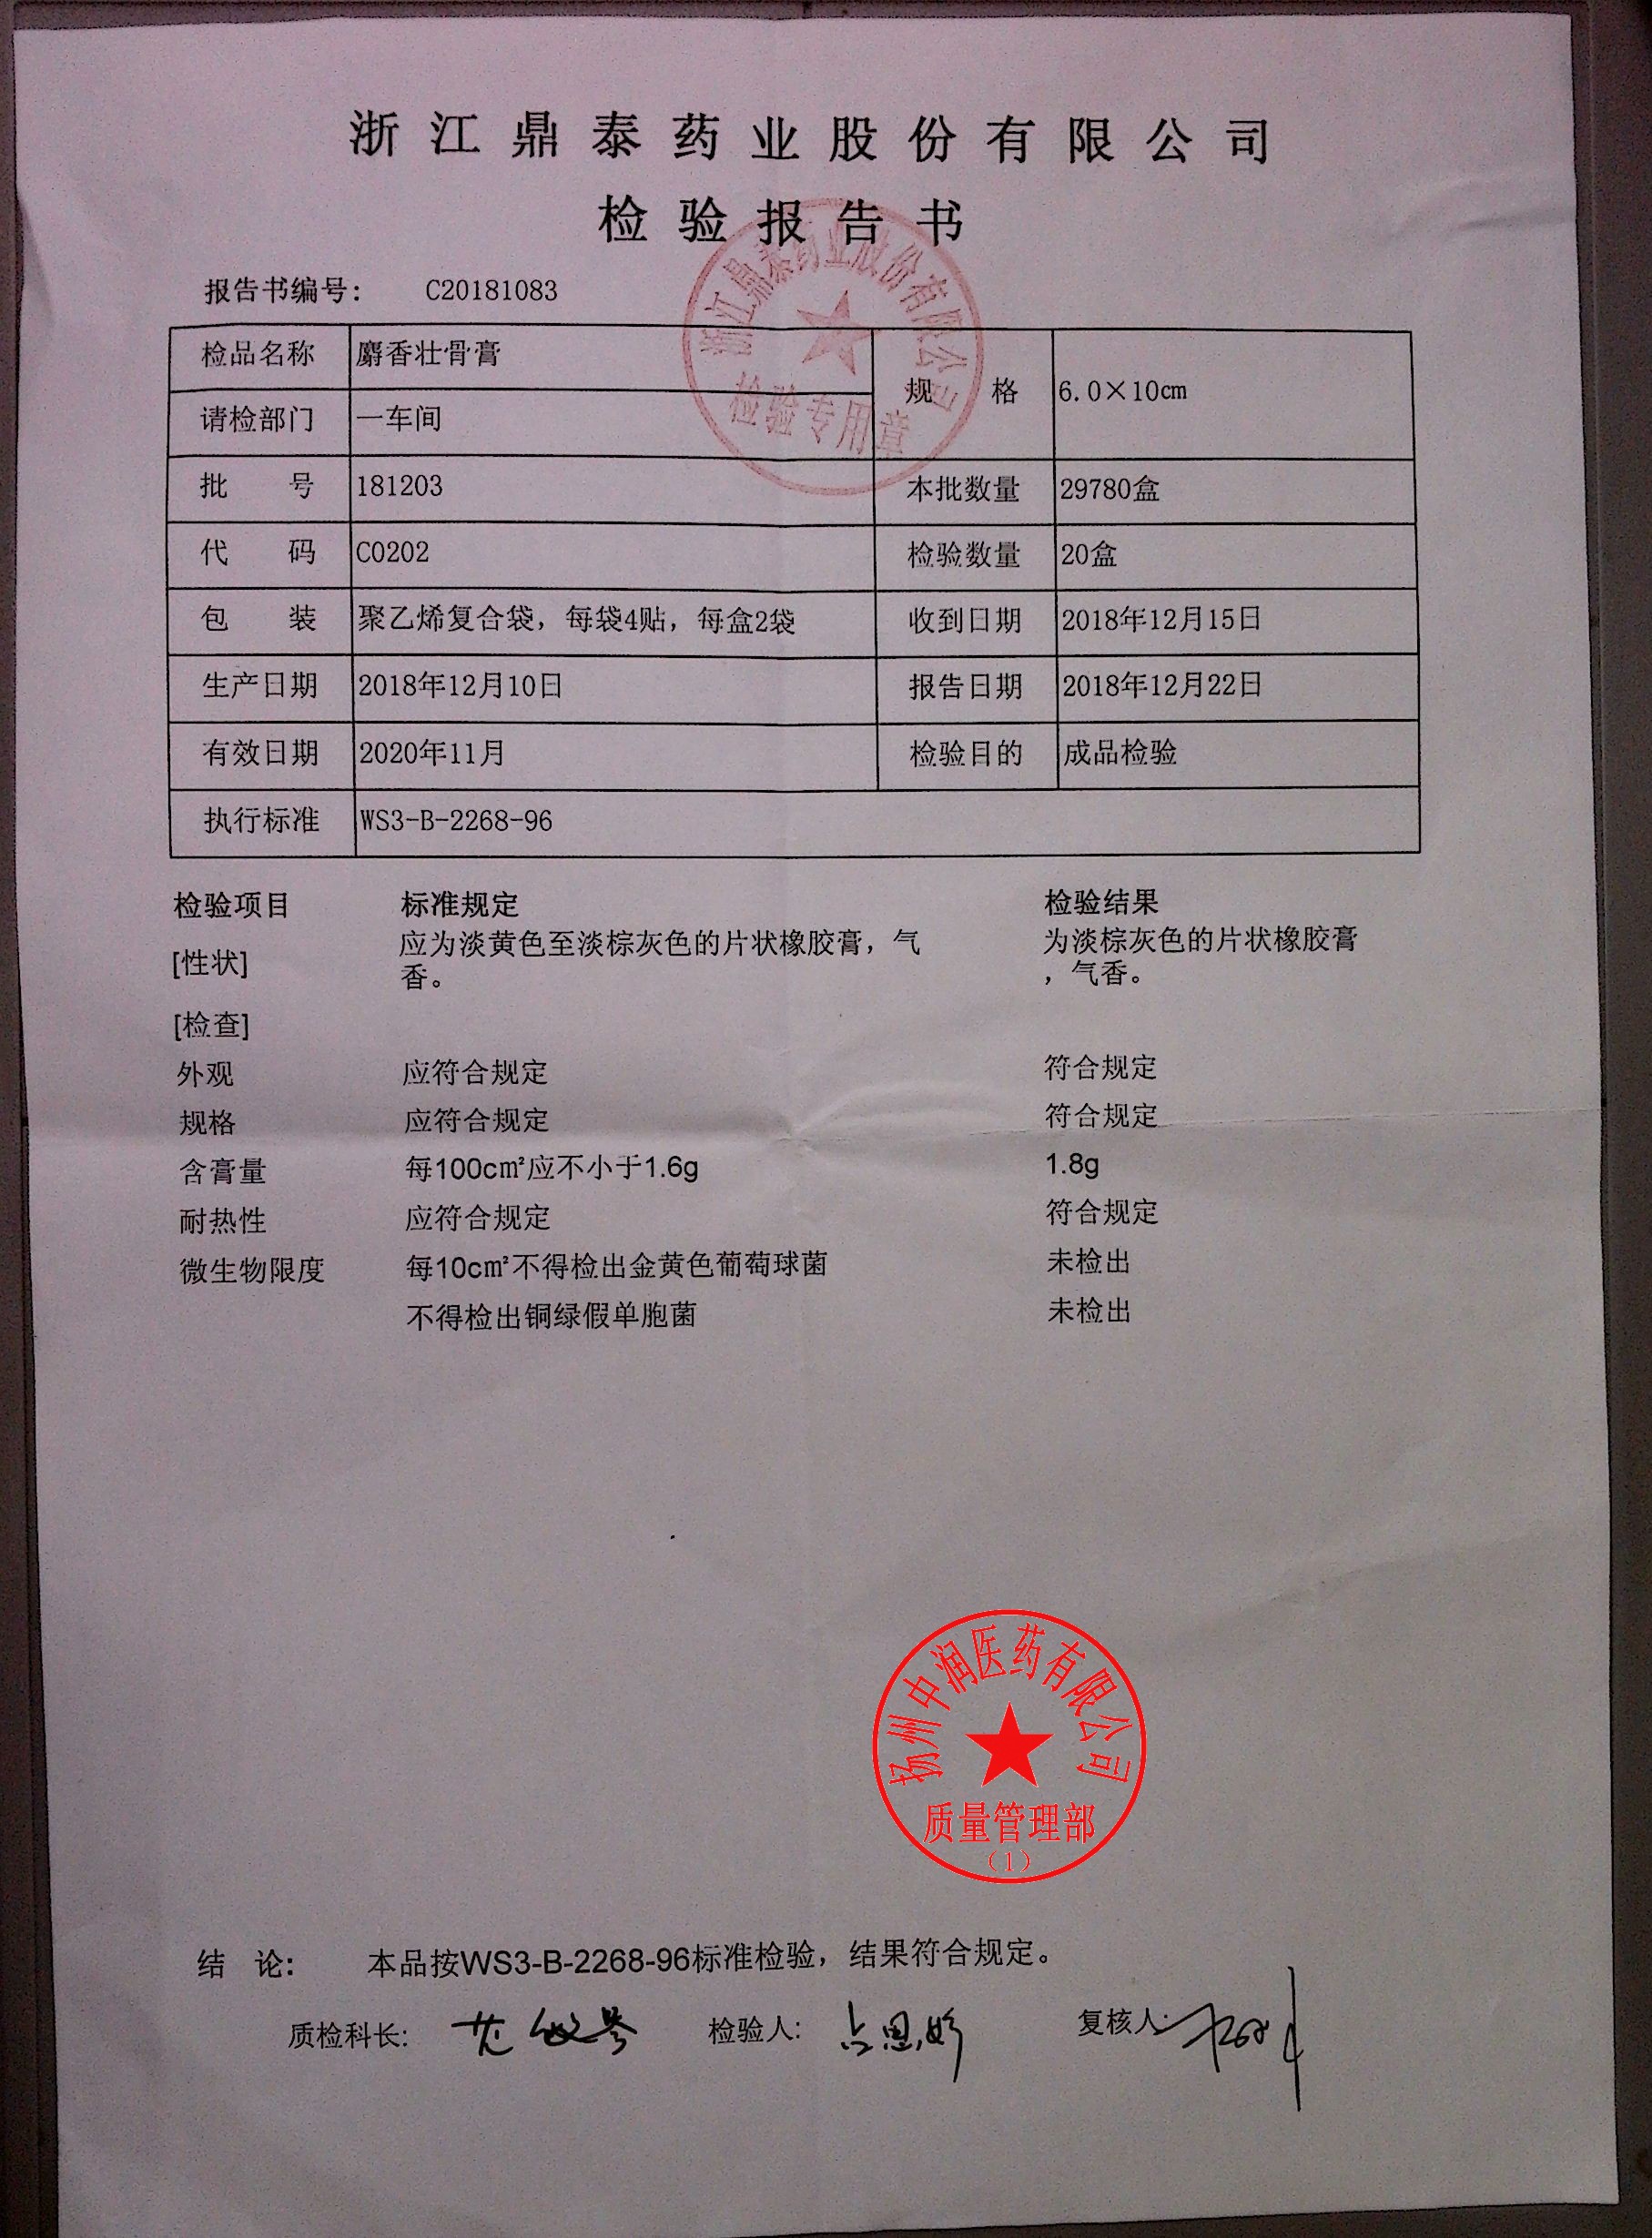 浙江鼎泰药业股份有限公司
检验报告书
浙江鼎泰药业股份有限公司
检验专用章
报告书编号： C20181083
检品名称 麝香壮骨膏 规 格 6.0×10cm
请检部门 一车间
批 号 181203 本批数量 29780盒
代 码 C0202 检验数量 20盒
包 装 聚乙烯复合袋，每袋4贴，每盒2袋 收到日期 2018年12月15日
生产日期 2018年12月10日 报告日期 2018年12月22日
有效日期 2020年11月 检验目的 成品检验
执行标准 WS3-B-2268-96
检验项目 标准规定 检验结果
[性状] 应为淡黄色至淡棕灰色的片状橡胶膏，气 为淡棕灰色的片状橡胶膏
香。 ，气香。
[检查]
外观 应符合规定 符合规定
规格 应符合规定 符合规定
含膏量 每100cm²应不小于1.6g 1.8g
耐热性 应符合规定 符合规定
微生物限度 每10cm²不得检出金黄色葡萄球菌 未检出
不得检出铜绿假单胞菌 未检出
扬州中润医药有限公司
质量管理部
（1）
结 论： 本品按WS3-B-2268-96标准检验，结果符合规定。
质检科长: 检验人: 复核人: